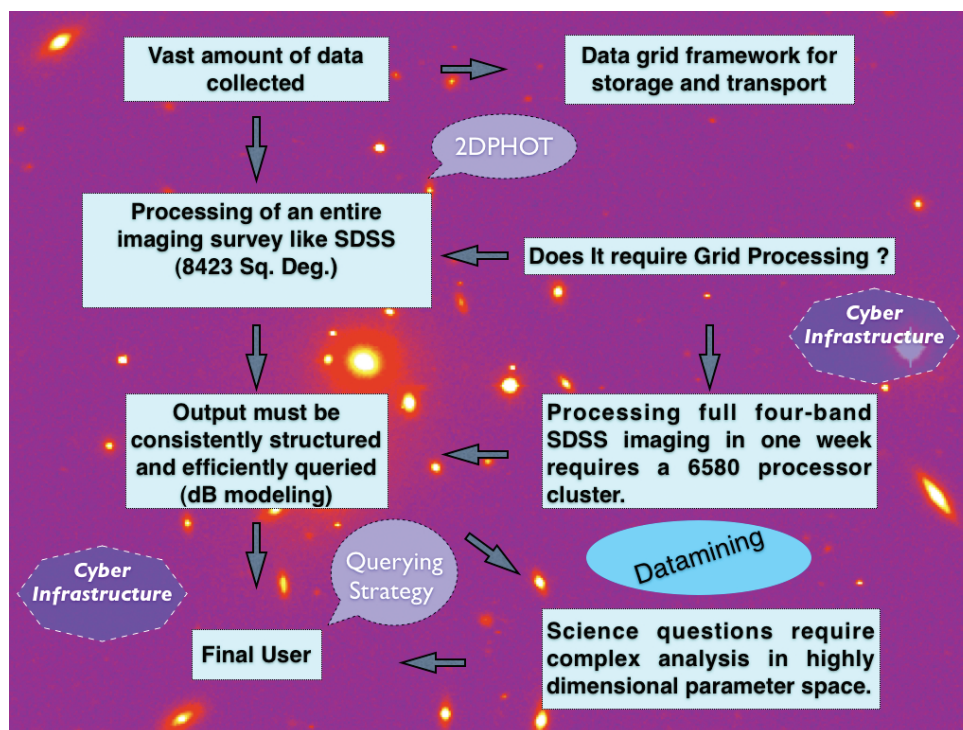 Vast amount of data
collected
Data grid framework for
storage and transport
2DPHOT
Processing of an entire
imaging survey like SDSS
(8423 Sq. Deg.)
Does It require Grid Processing ?
Cyber
Infrastructure
Output must be
consistently structured
and efficiently queried
(dB modeling)
Processing full four-band
SDSS imaging in one week
requires a 6580 processor
cluster.
Datamining
Querying
Strategy
Cyber
Infrastructure
Final User
Science questions require
complex analysis in highly
dimensional parameter space.